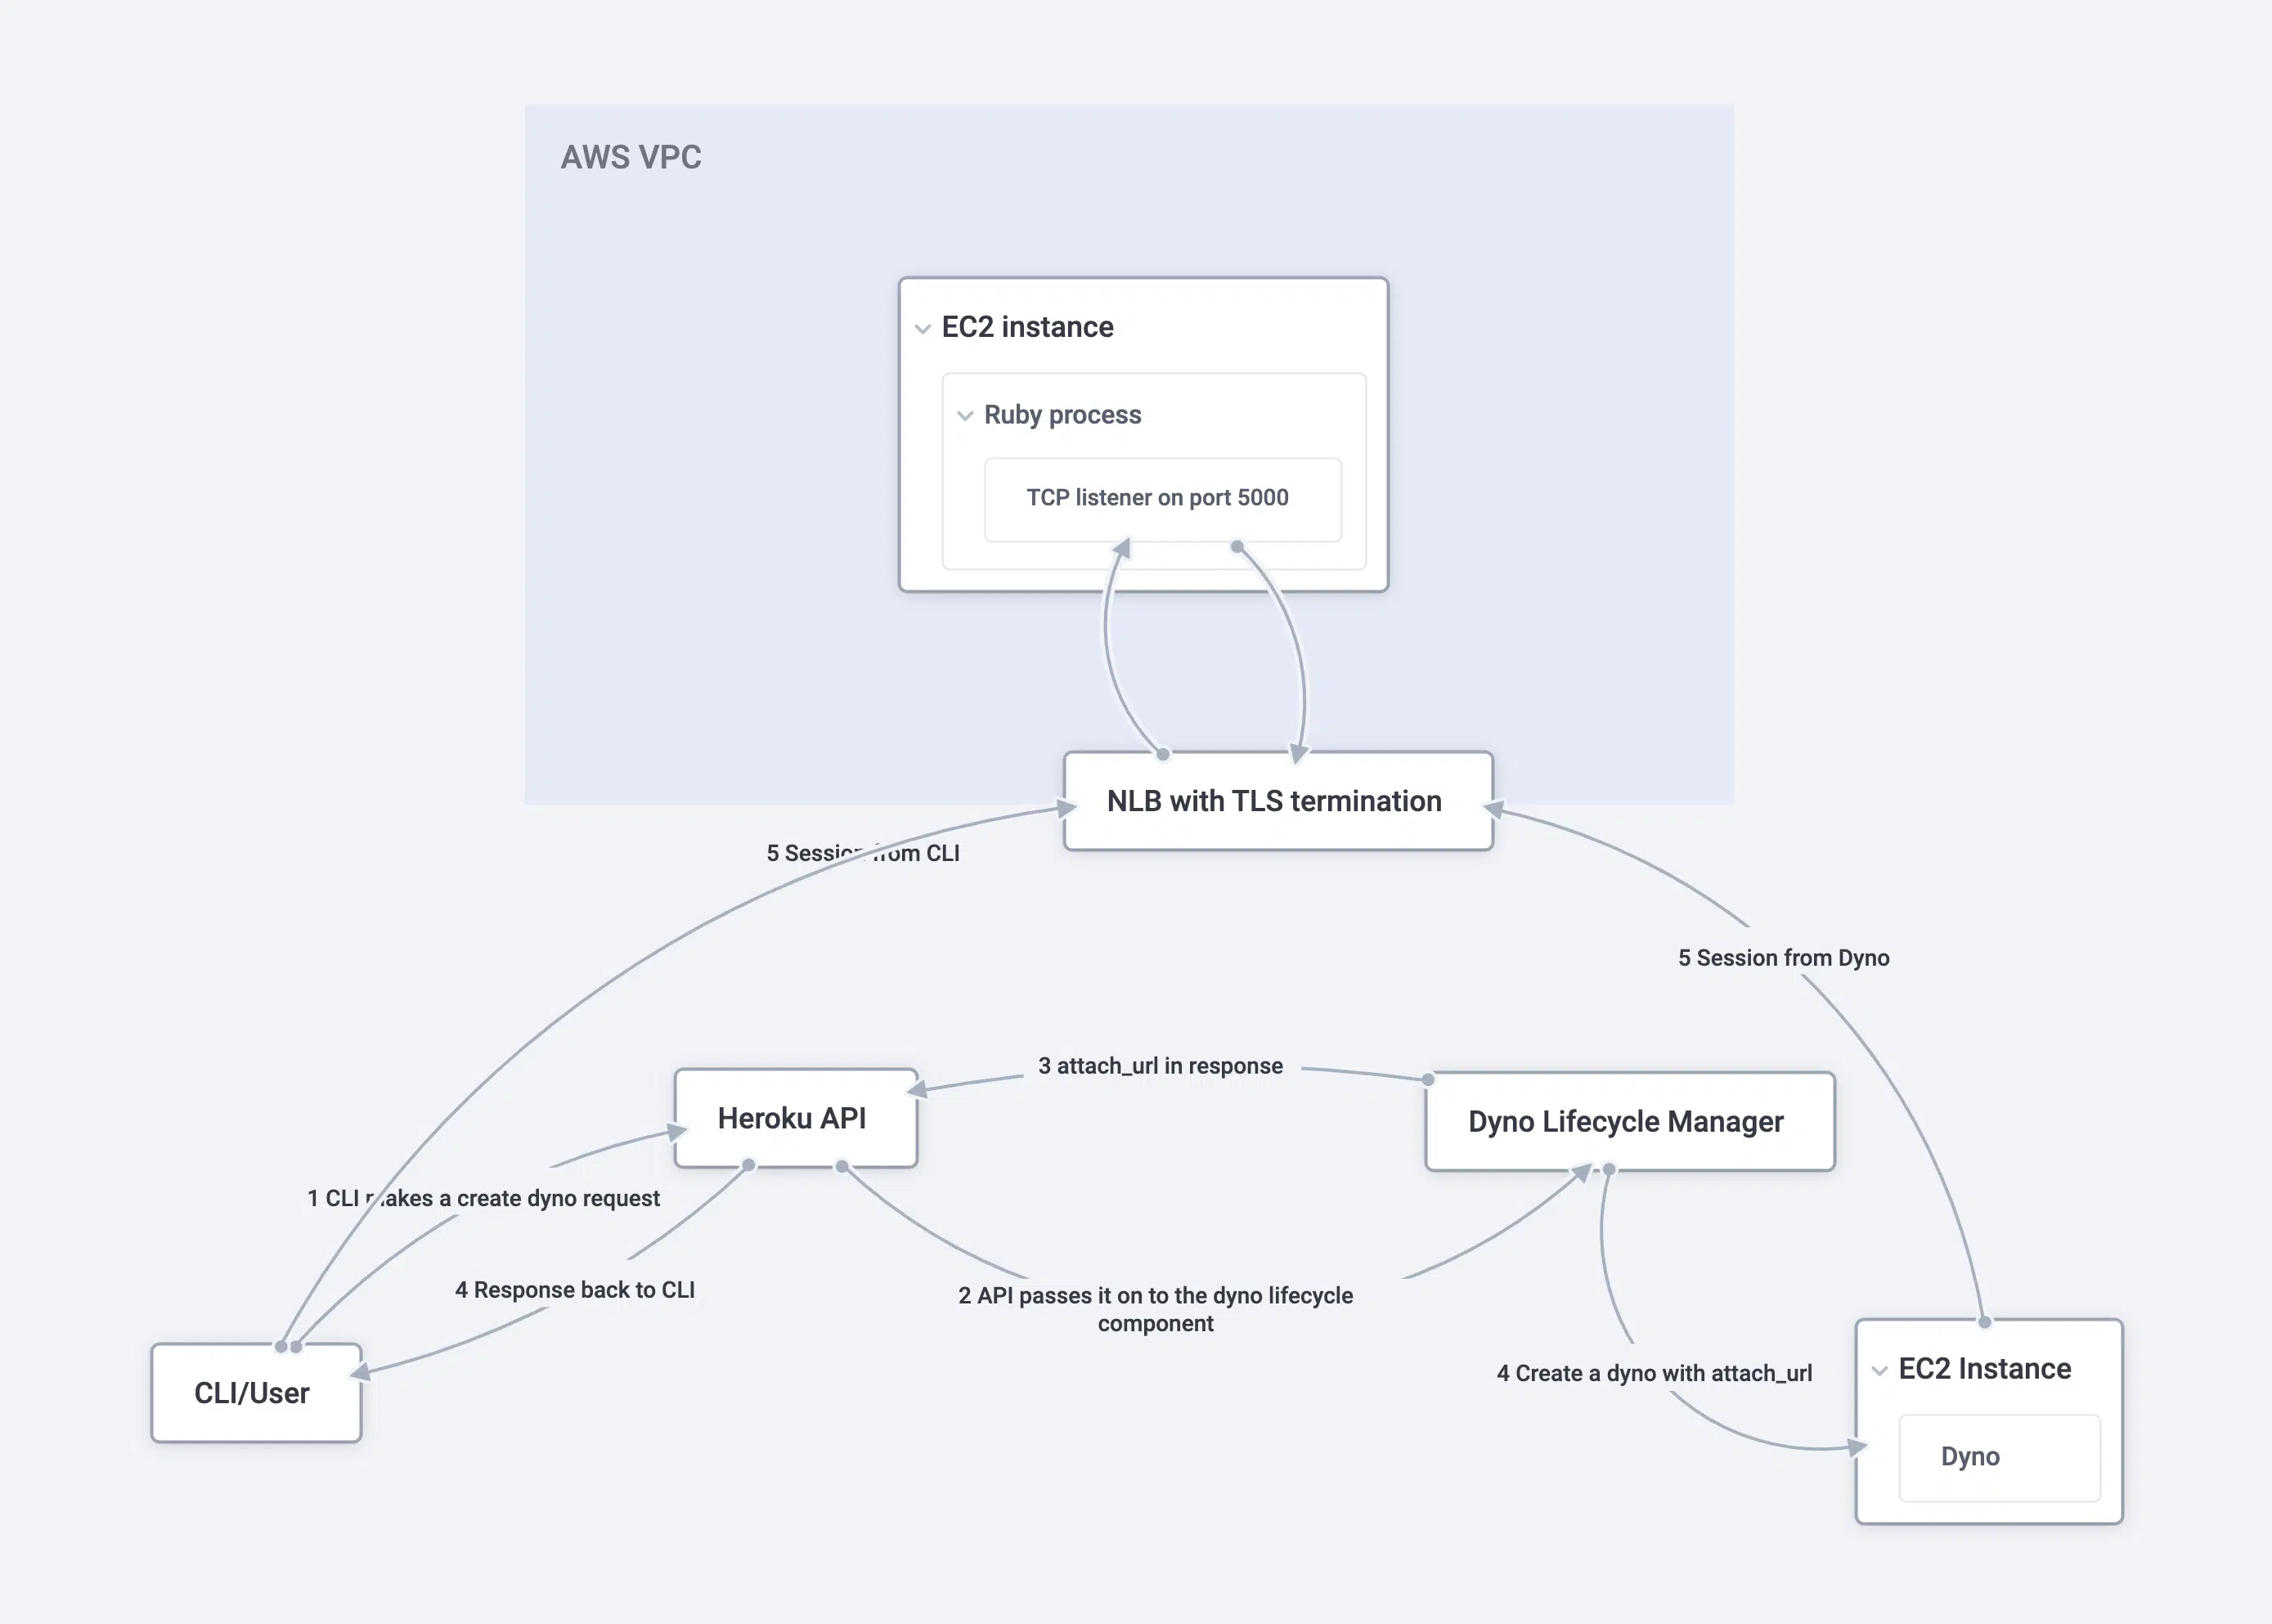 AWS VPC
EC2 instance
Ruby process
TCP listener on port 5000
NLB with TLS termination
5 Session from CLI
5 Session from Dyno
3 attach_url in response
Heroku API
Dyno Lifecycle Manager
1 CLI makes a create dyno request
4 Response back to CLI
2 API passes it on to the dyno lifecycle
component
4 Create a dyno with attach_url
CLI/User
EC2 Instance
Dyno